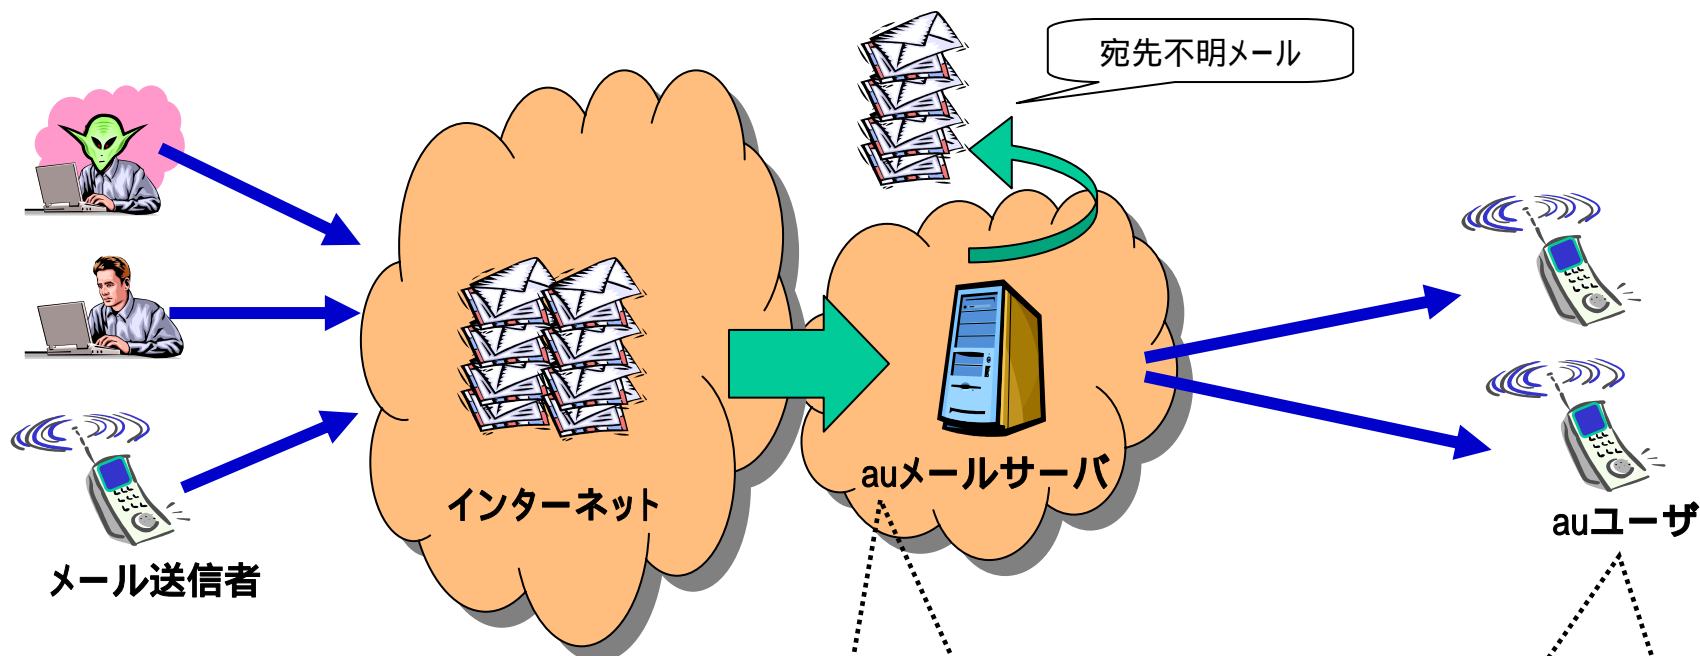 宛先不明メール
auメールサーバ
インターネット
auユーザ
メール送信者